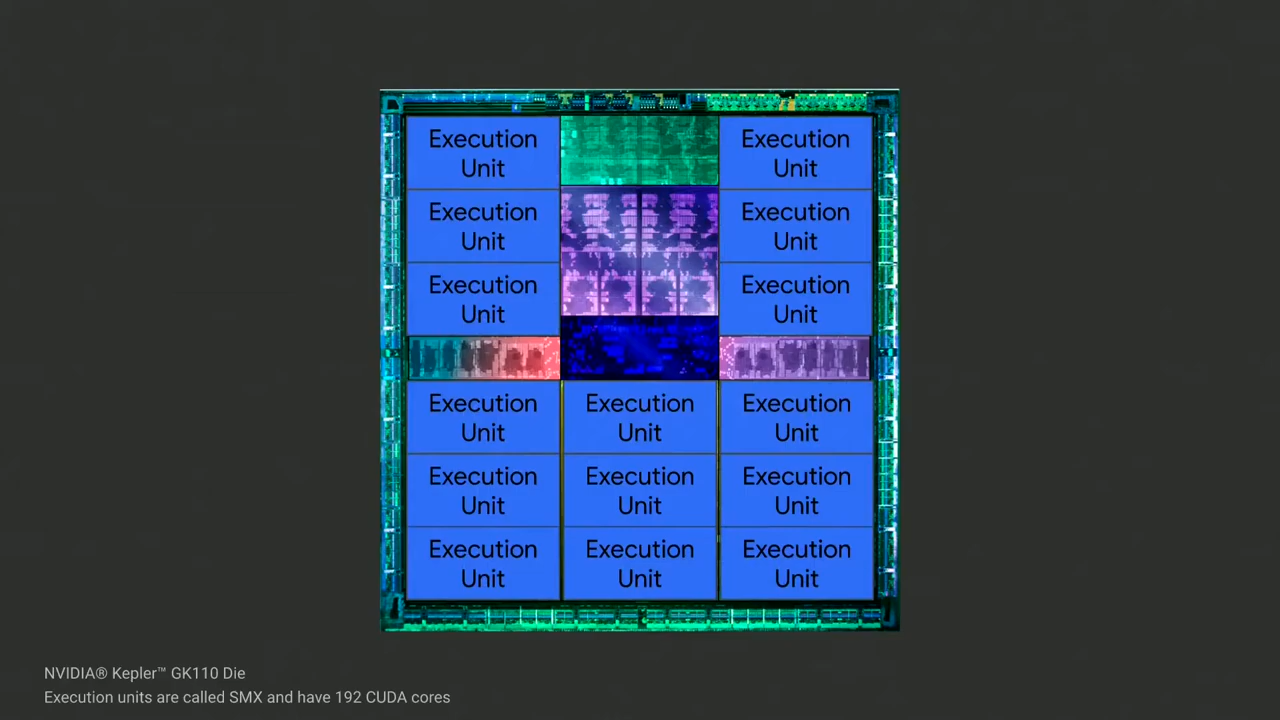 Execution
Unit
Execution
Unit
Execution
Unit
Execution
Unit
Execution
Unit
Execution
Unit
Execution
Unit
Execution
Unit
Execution
Unit
Execution
Unit
Execution
Unit
Execution
Unit
Execution
Unit
Execution
Unit
Execution
Unit
NVIDIA® Kepler™ GK110 Die
Execution units are called SMX and have 192 CUDA cores